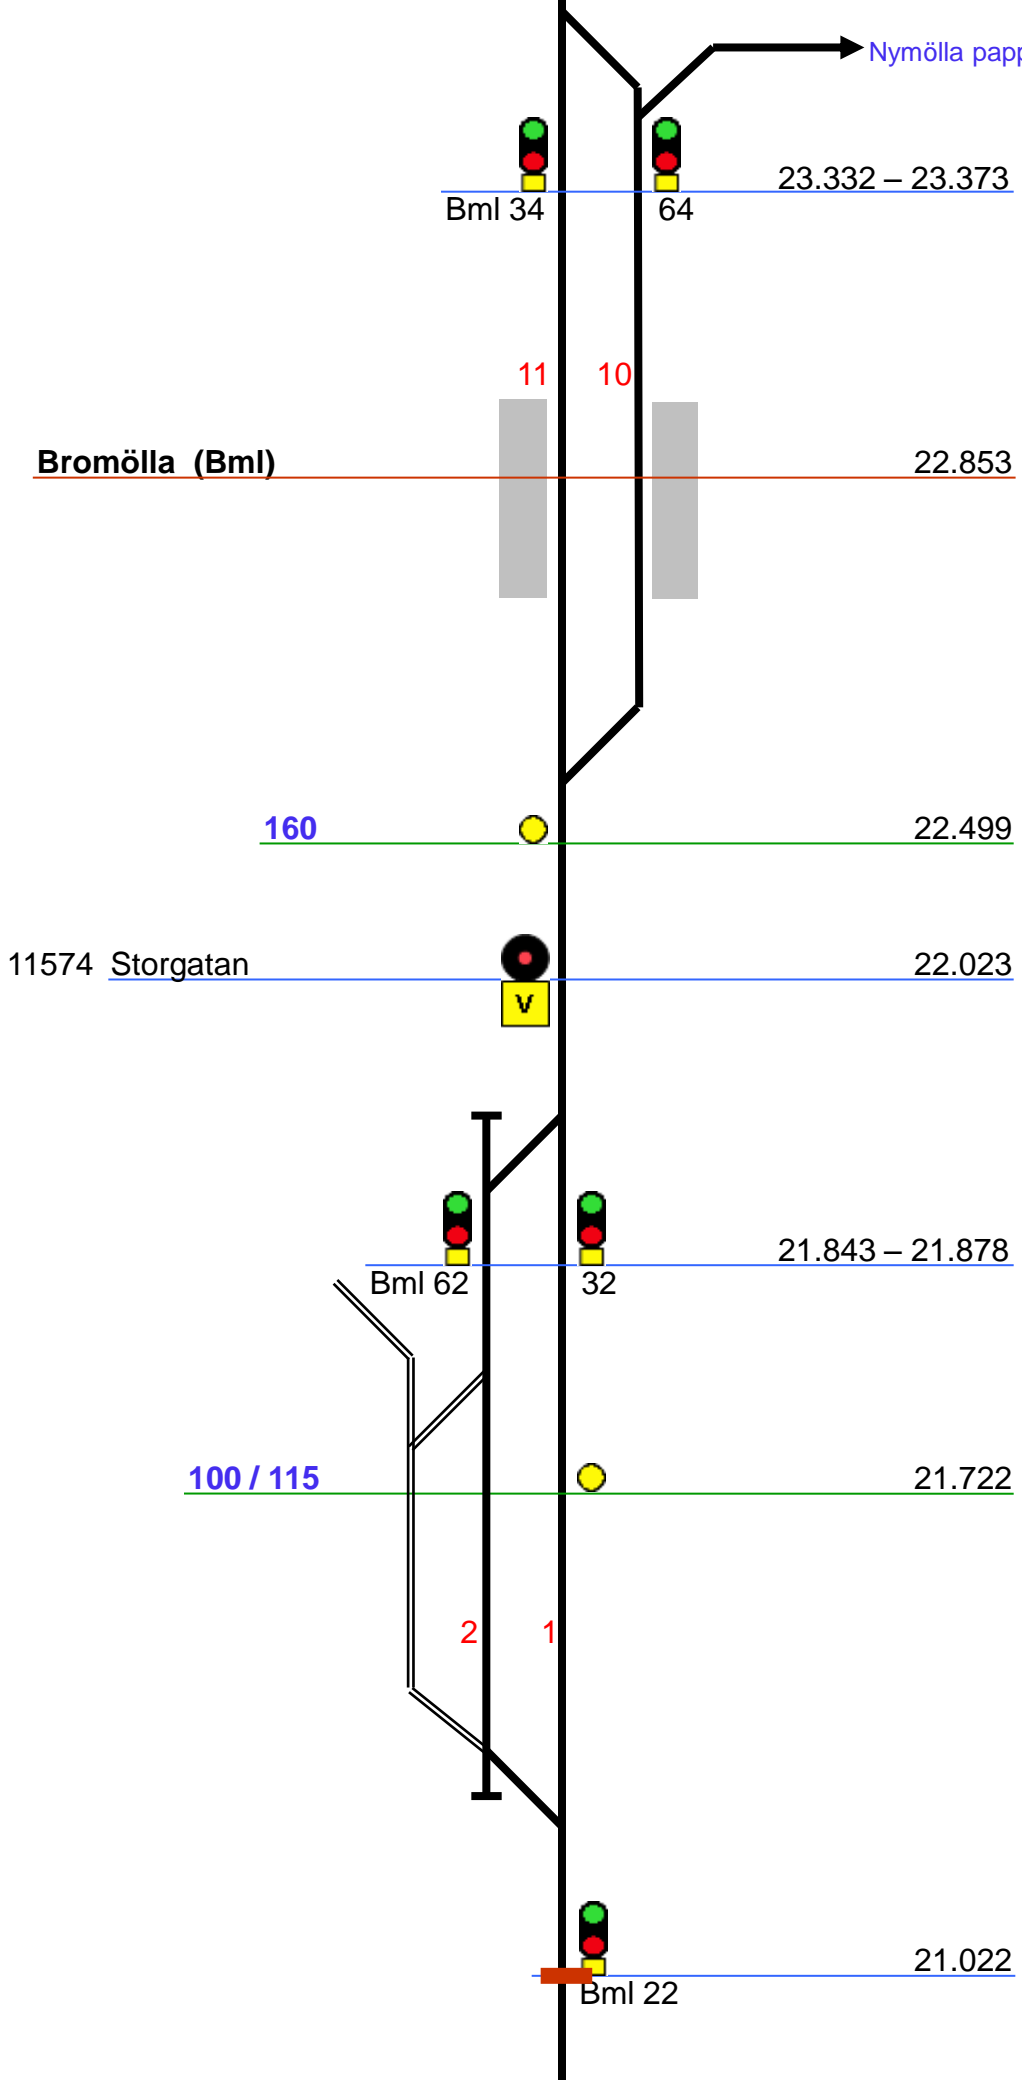 Nymölla
23.332 – 23.373
Bml 34 64
11 10
Bromölla (Bml) 22.853
160 22.499
11574 Storgatan 22.023
V
21.843 – 21.878
Bml 62 32
100 / 115 21.722
2 1
21.022
Bml 22